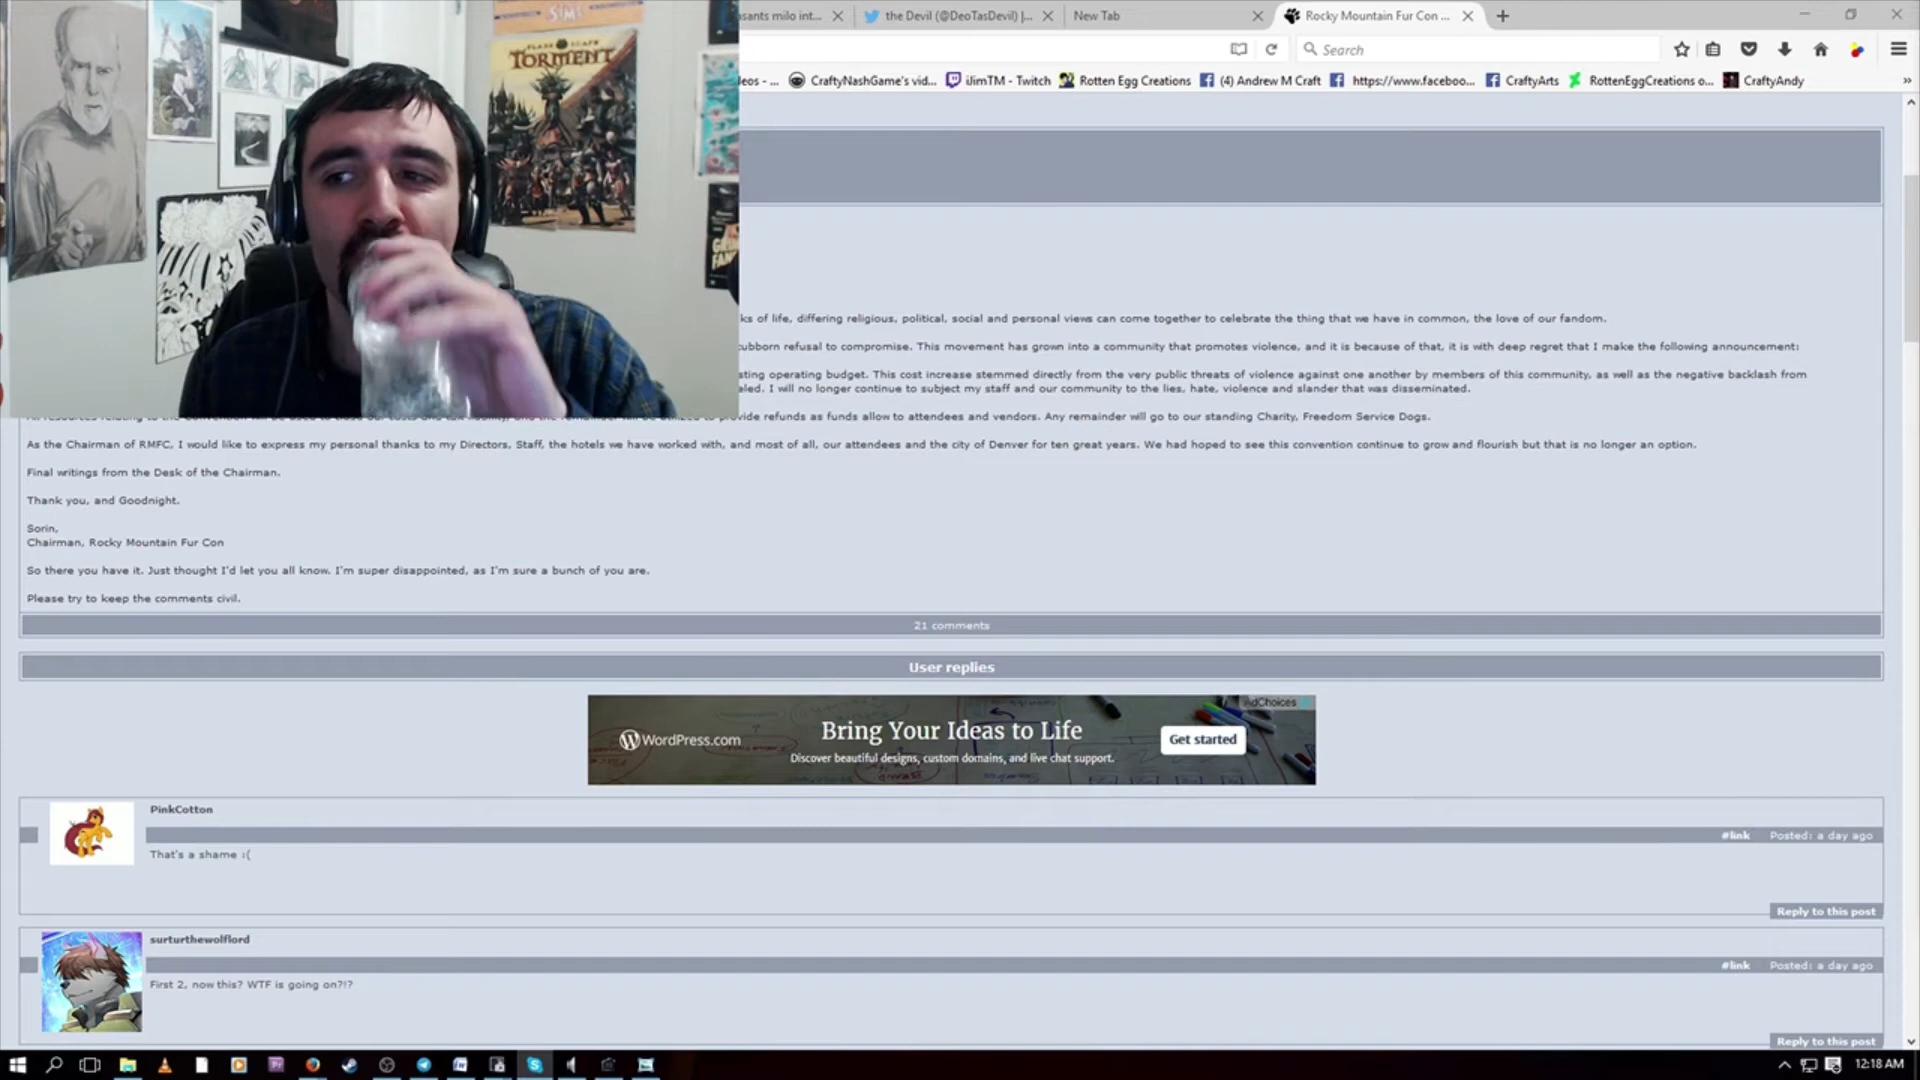 sants milo int...
the Devil (@DeoTasDevil) |...
New Tab
Rocky Mountain Fur Con ...
Search
eos - ...
CraftyNashGame's vid...
iJimTM - Twitch
Rotten Egg Creations
(4) Andrew M Craft
https://www.faceboo...
CraftyArts
RottenEggCreations o...
CraftyAndy
SIMS
TORMENT
ks of life, differing religious, political, social and personal views can come together to celebrate the thing that we have in common, the love of our fandom.
tubborn refusal to compromise. This movement has grown into a community that promotes violence, and it is because of that, it is with deep regret that I make the following announcement:
sting operating budget. This cost increase stemmed directly from the very public threats of violence against one another by members of this community, as well as the negative backlash from
aled. I will no longer continue to subject my staff and our community to the lies, hate, violence and slander that was disseminated.
provide refunds as funds allow to attendees and vendors. Any remainder will go to our standing Charity, Freedom Service Dogs.
As the Chairman of RMFC, I would like to express my personal thanks to my Directors, Staff, the hotels we have worked with, and most of all, our attendees and the city of Denver for ten great years. We had hoped to see this convention continue to grow and flourish but that is no longer an option.
Final writings from the Desk of the Chairman.
Thank you, and Goodnight.
Sorin,
Chairman, Rocky Mountain Fur Con
So there you have it. Just thought I'd let you all know. I'm super disappointed, as I'm sure a bunch of you are.
Please try to keep the comments civil.
21 comments
User replies
AdChoices
WordPress.com
Bring Your Ideas to Life
Discover beautiful designs, custom domains, and live chat support.
Get started
PinkCotton
#link Posted: a day ago
That's a shame :(
Reply to this post
surturthewolflord
#link Posted: a day ago
First 2, now this? WTF is going on?!?
Reply to this post
12:18 AM